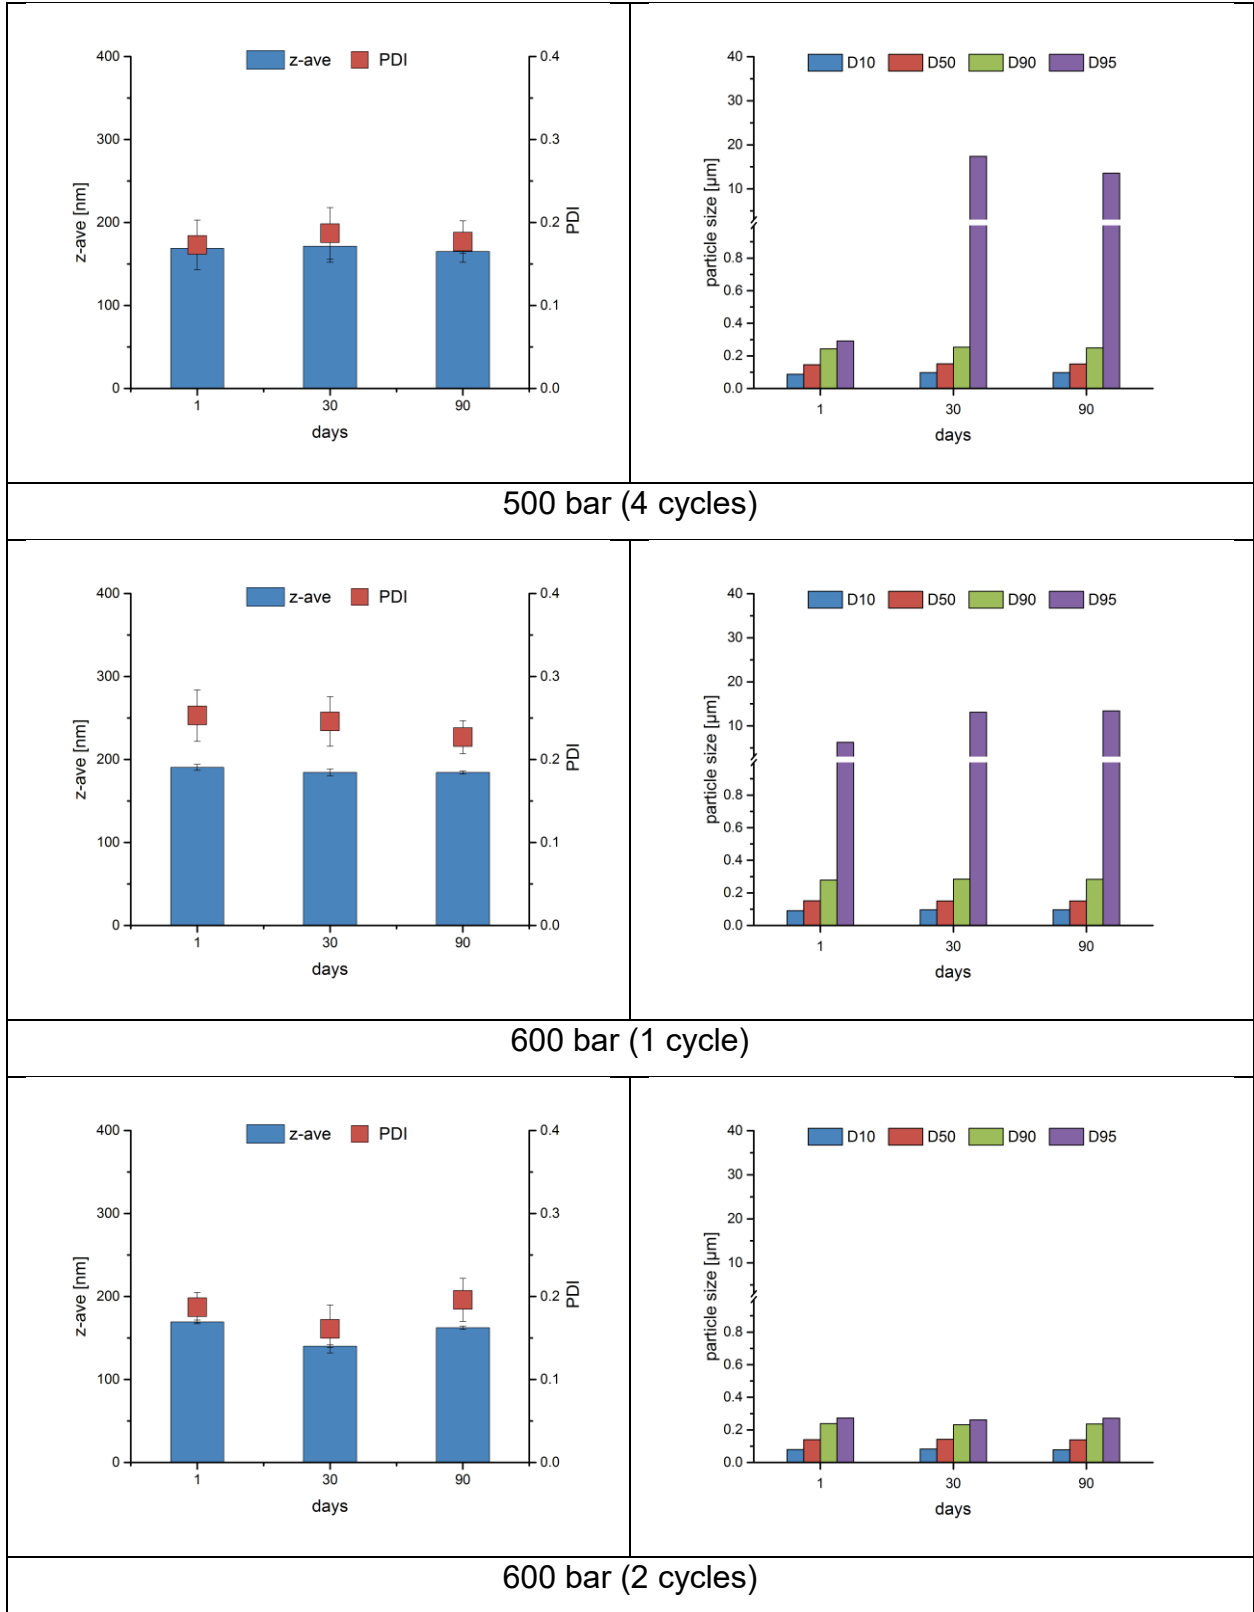 z-ave PDI
400
300
200
100
0
0.4
0.3
0.2
0.1
0.0
z-ave [nm]
PDI
1 30 90
days
D10 D50 D90 D95
40
30
20
10
0.8
0.6
0.4
0.2
0.0
particle size [µm]
1 30 90
days
500 bar (4 cycles)
z-ave PDI
400
300
200
100
0
0.4
0.3
0.2
0.1
0.0
z-ave [nm]
PDI
1 30 90
days
D10 D50 D90 D95
40
30
20
10
0.8
0.6
0.4
0.2
0.0
particle size [µm]
1 30 90
days
600 bar (1 cycle)
z-ave PDI
400
300
200
100
0
0.4
0.3
0.2
0.1
0.0
z-ave [nm]
PDI
1 30 90
days
D10 D50 D90 D95
40
30
20
10
0.8
0.6
0.4
0.2
0.0
particle size [µm]
1 30 90
days
600 bar (2 cycles)